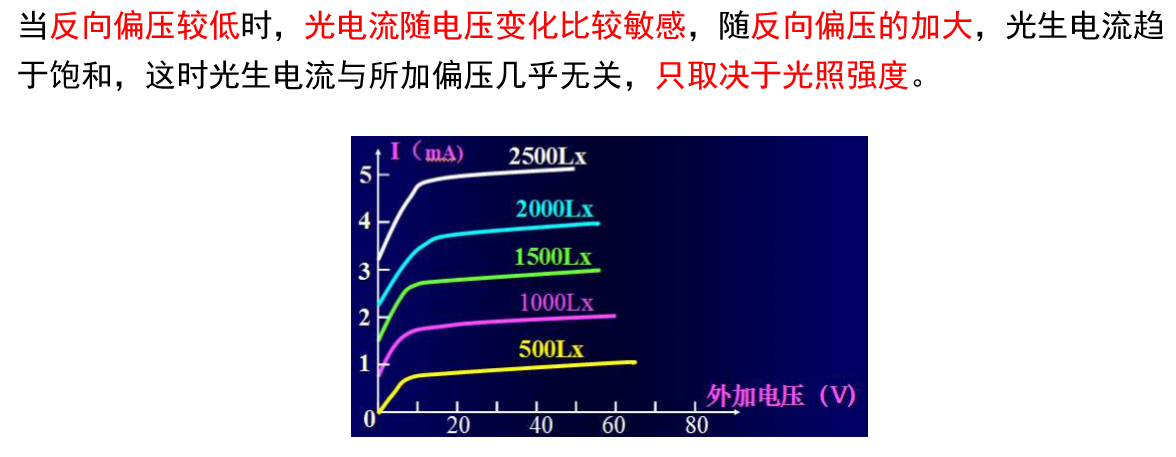 当反向偏压较低时，光电流随电压变化比较敏感，随反向偏压的加大，光生电流趋
于饱和，这时光生电流与所加偏压几乎无关，只取决于光照强度。
I（mA)
2500Lx
5
2000Lx
4
1500Lx
3
1000Lx
2
500Lx
1
外加电压（V)
0
20 40 60 80